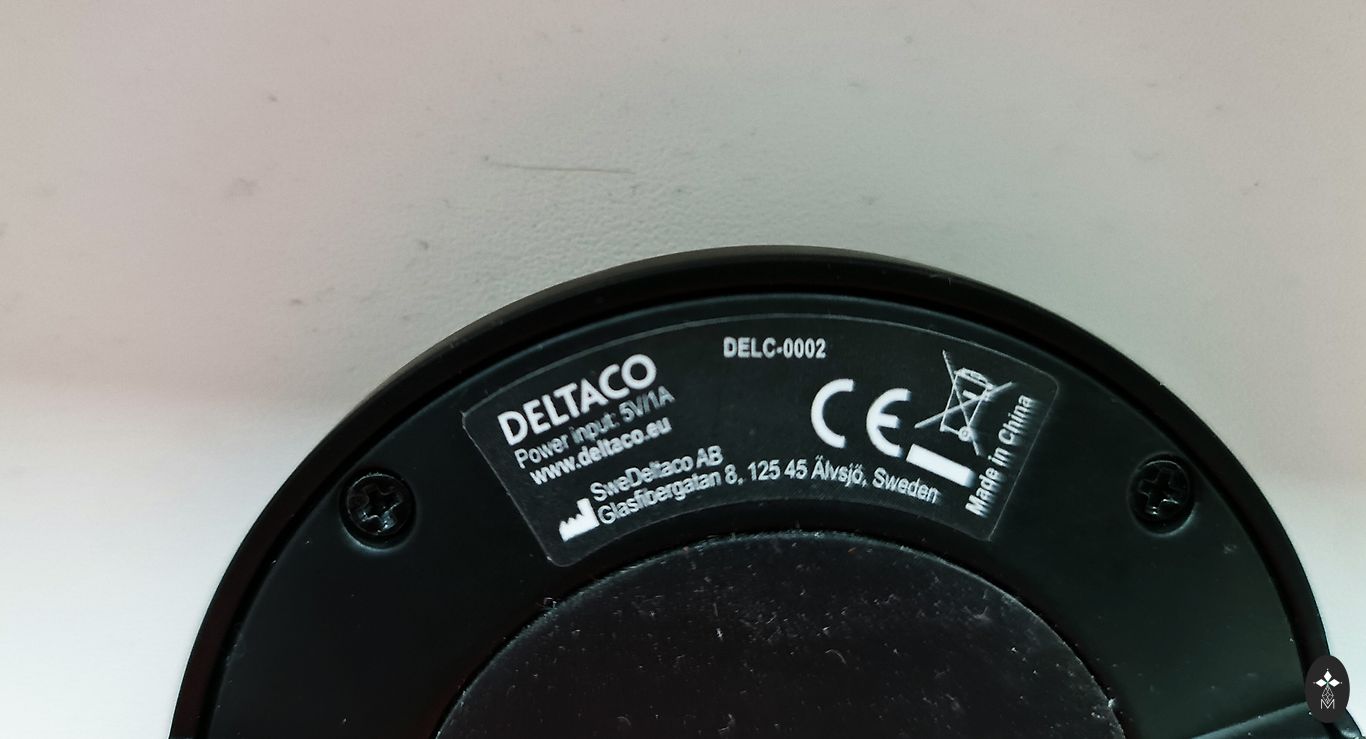 DELC-0002
DELTACO
Power input: 5V/1A
www.deltaco.eu
SweDeltaco AB
Glasfibergatan 8, 125 45 Älvsjö, Sweden
CE
Made in China
M